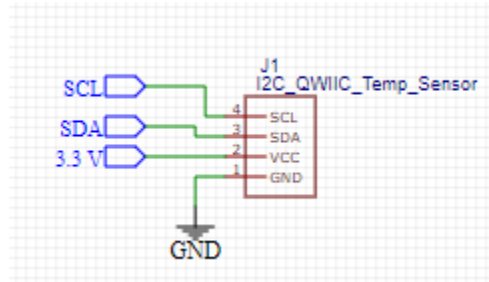 J1
I2C_QWIIC_Temp_Sensor
SCL
4 SCL
SDA
3 SDA
3.3 V
2 VCC
1 GND
GND